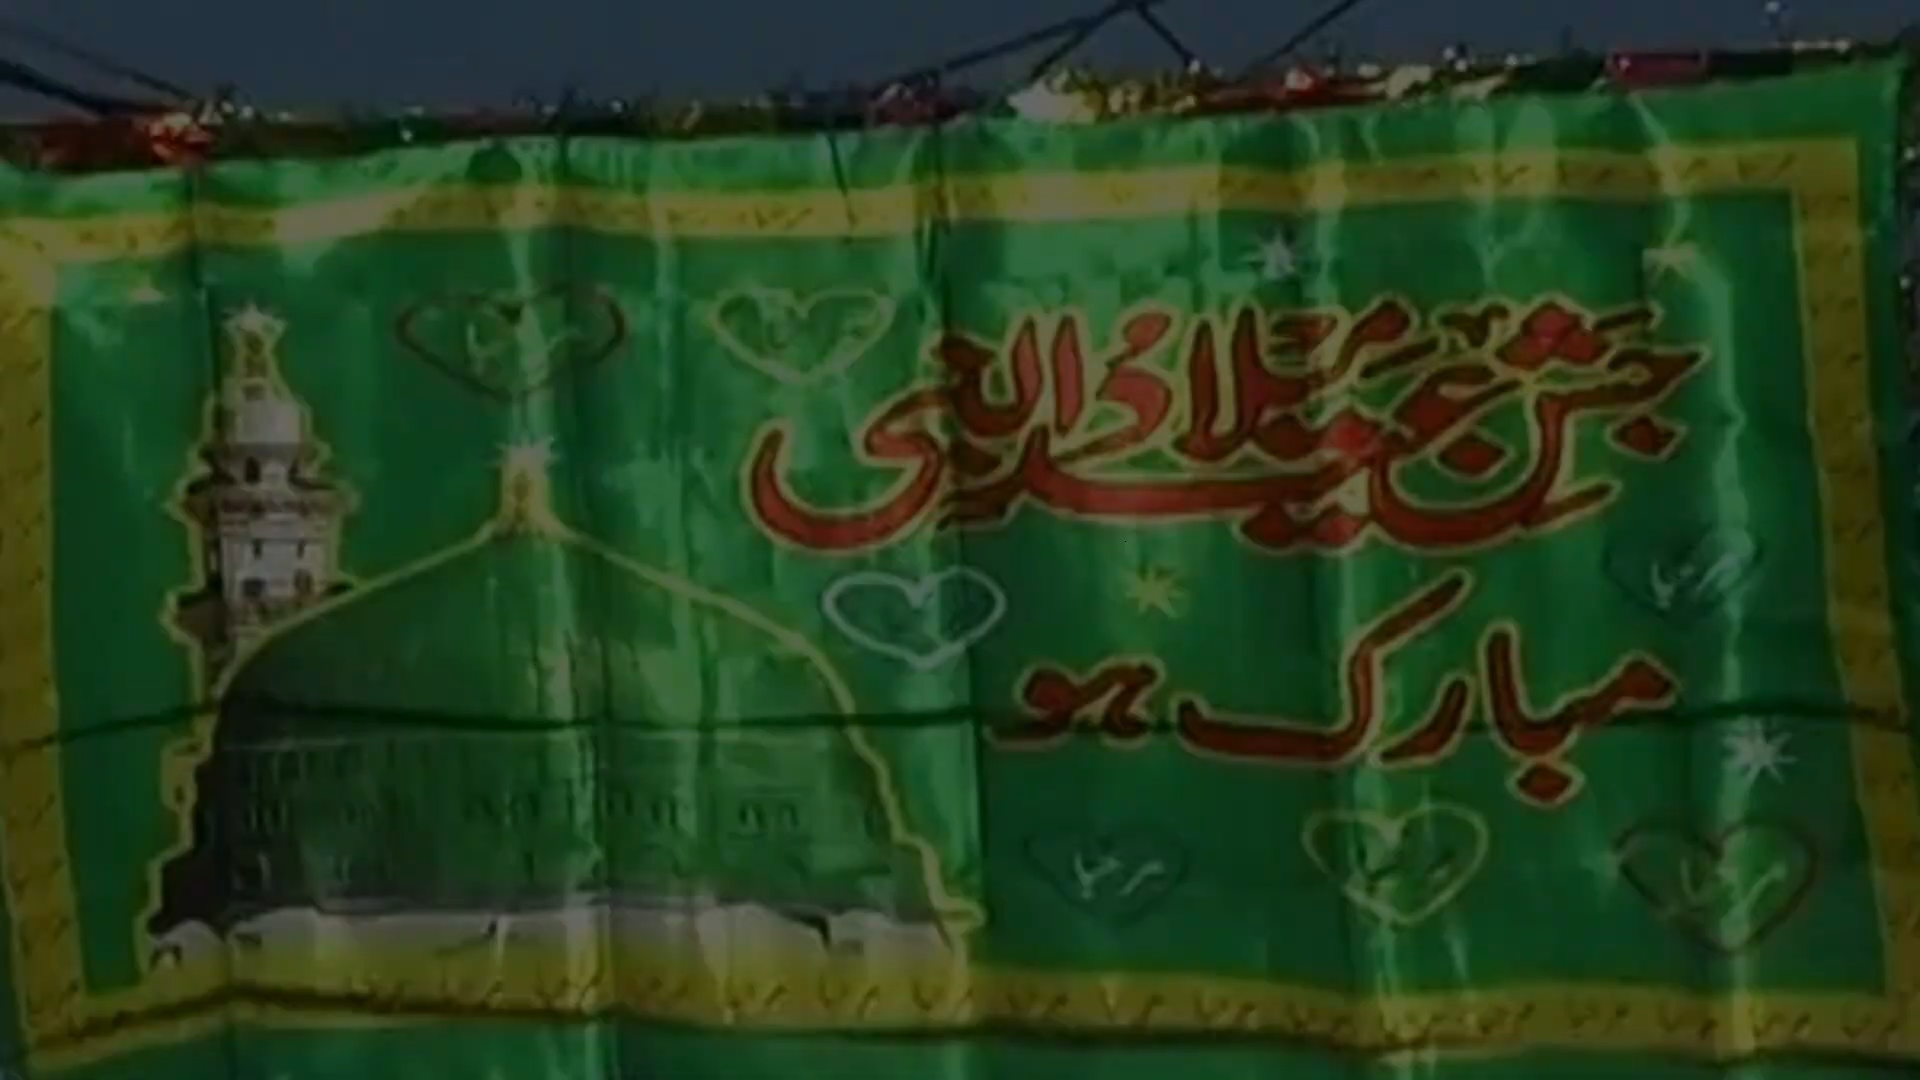 جشن عید میلاد النبی
مبارک ہو